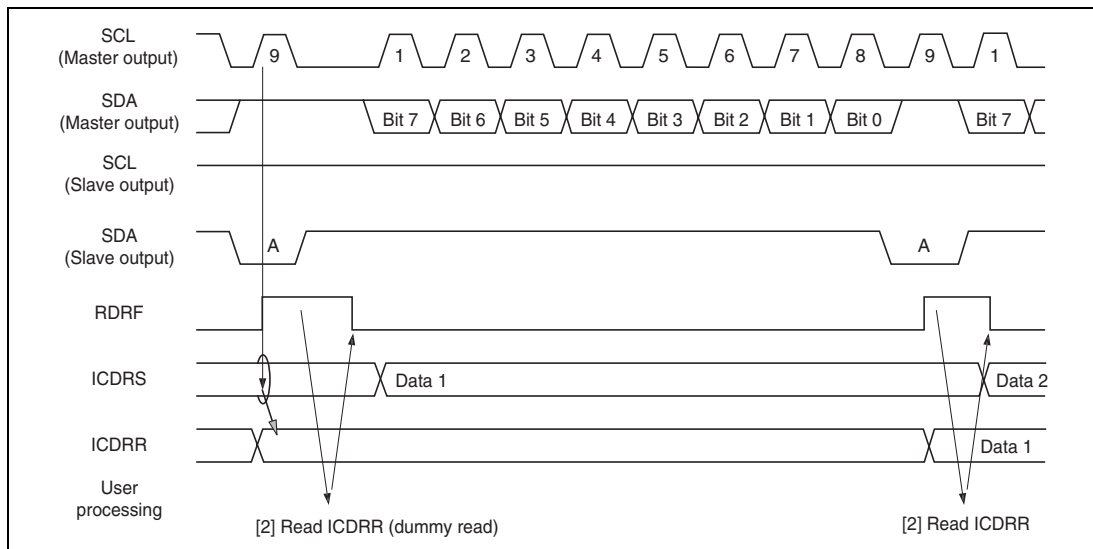 SCL
(Master output)
9 1 2 3 4 5 6 7 8 9 1
SDA
(Master output)
Bit 7 Bit 6 Bit 5 Bit 4 Bit 3 Bit 2 Bit 1 Bit 0 Bit 7
SCL
(Slave output)
SDA
(Slave output)
A A
RDRF
ICDRS
Data 1 Data 2
ICDRR
Data 1
User
processing
[2] Read ICDRR (dummy read) [2] Read ICDRR